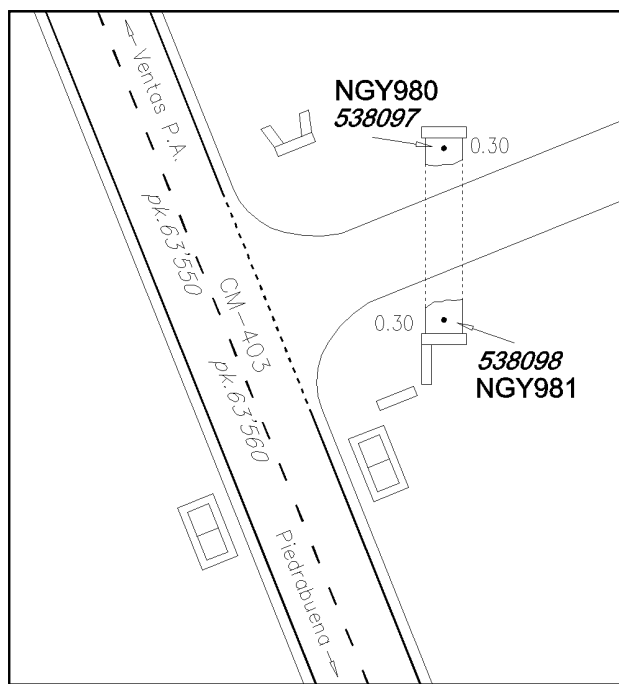 ← Ventas P.A.
NGY980
538097
0.30
pk.63'550
CM-403
0.30
538098
NGY981
pk.63'560
Piedrabuena →